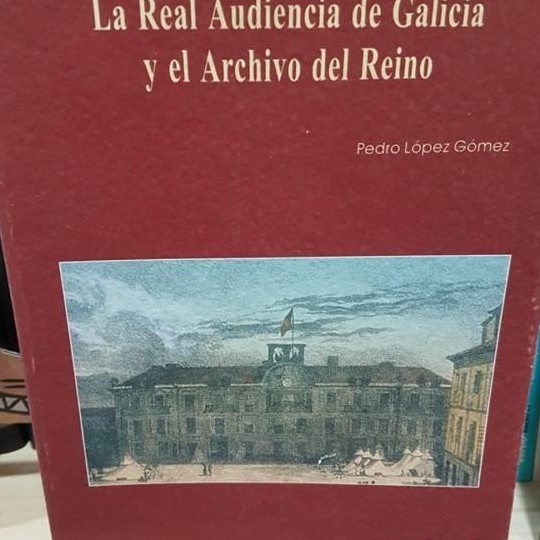 La Real Audiencia de Galicia
y el Archivo del Reino
Pedro López Gómez